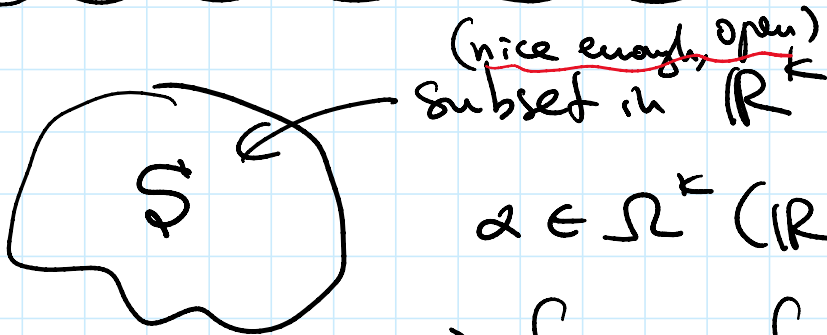 (nice enough, open)
subset in ℝᵏ
S
α ∈ Ωᵏ (ℝ
∫ ∫